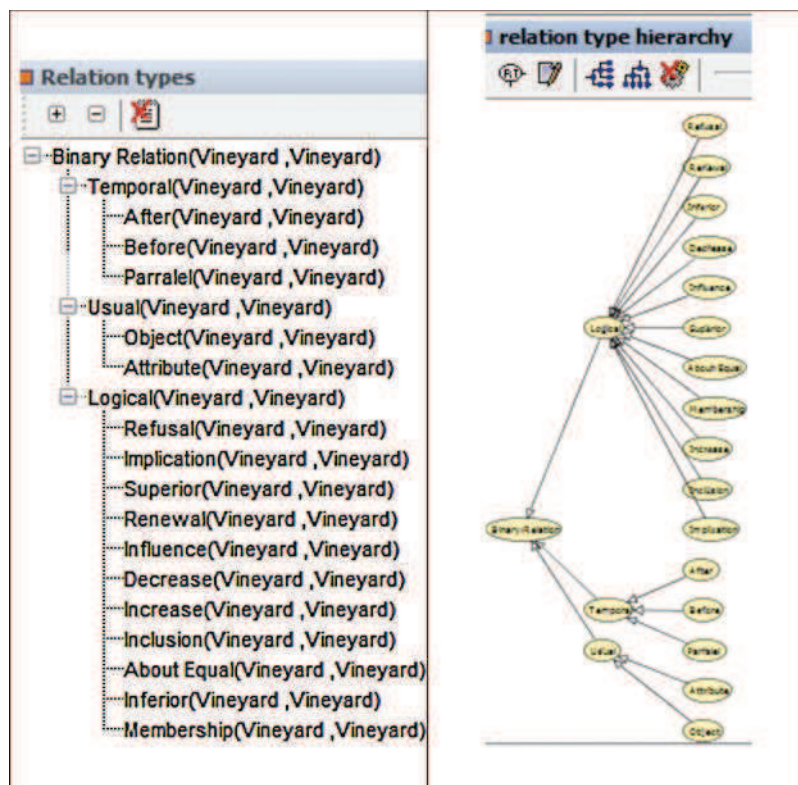 Relation types
Binary Relation(Vineyard ,Vineyard)
Temporal(Vineyard ,Vineyard)
After(Vineyard ,Vineyard)
Before(Vineyard ,Vineyard)
Parralel(Vineyard ,Vineyard)
Usual(Vineyard ,Vineyard)
Object(Vineyard ,Vineyard)
Attribute(Vineyard ,Vineyard)
Logical(Vineyard ,Vineyard)
Refusal(Vineyard ,Vineyard)
Implication(Vineyard ,Vineyard)
Superior(Vineyard ,Vineyard)
Renewal(Vineyard ,Vineyard)
Influence(Vineyard ,Vineyard)
Decrease(Vineyard ,Vineyard)
Increase(Vineyard ,Vineyard)
Inclusion(Vineyard ,Vineyard)
About Equal(Vineyard ,Vineyard)
Inferior(Vineyard ,Vineyard)
Membership(Vineyard ,Vineyard)
relation type hierarchy
RT
Refusal
Renewal
Inferior
Decrease
Influence
Logical
Superior
About Equal
Membership
Increase
Inclusion
Binary Relation
Implication
After
Temporal
Before
Usual
Parralel
Attribute
Object